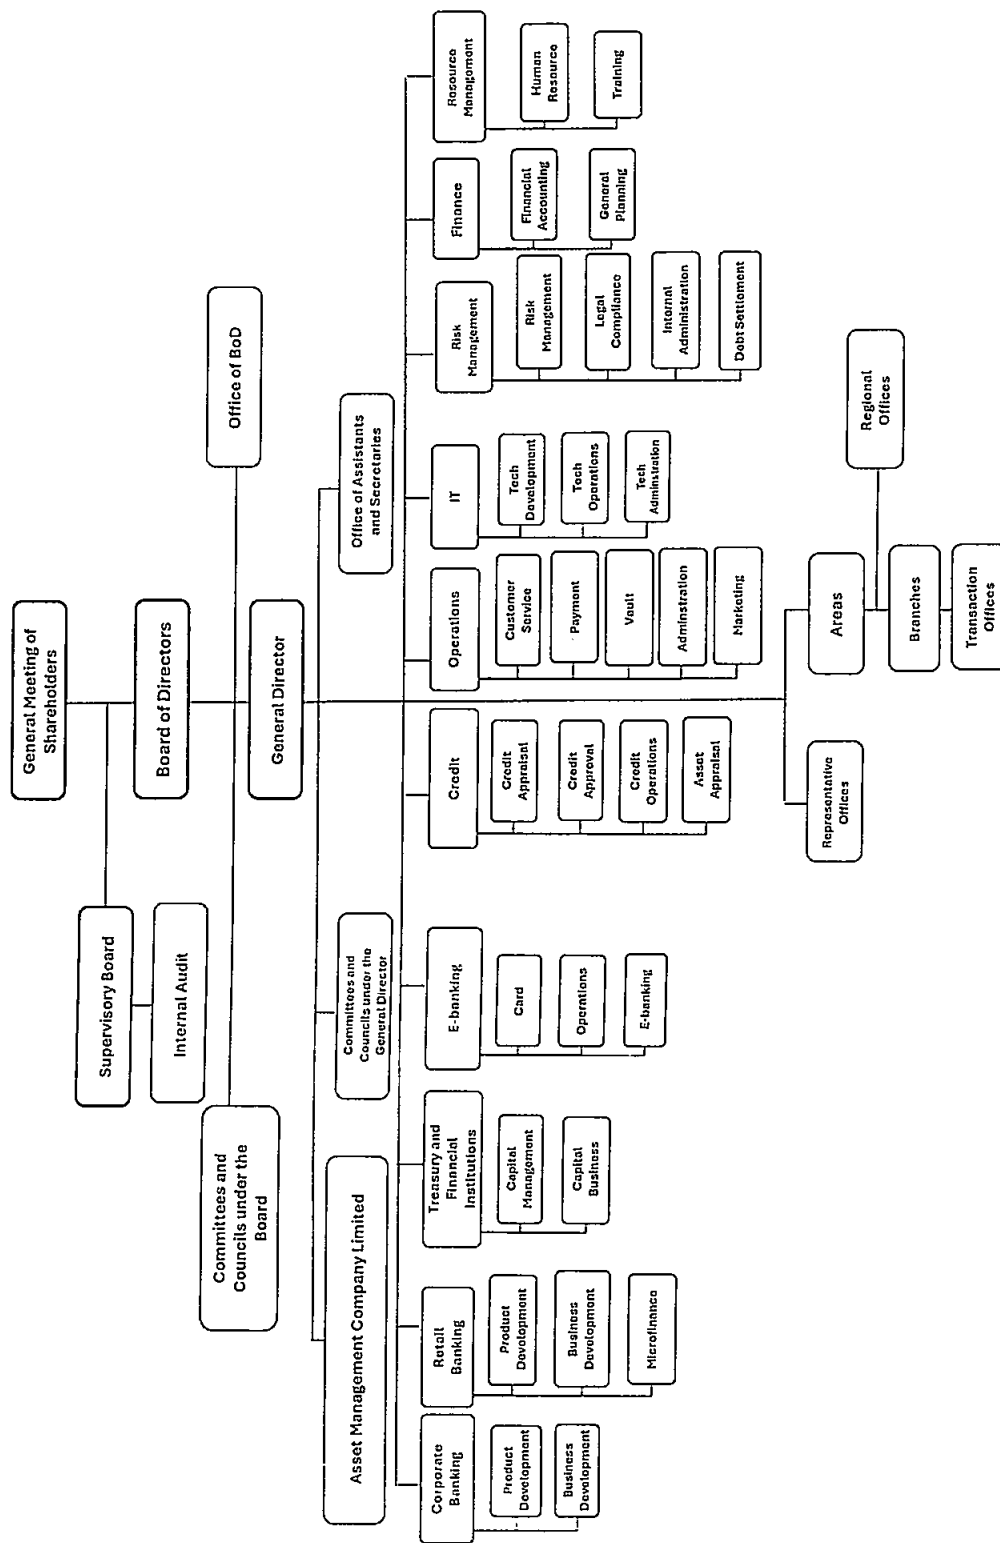 General Meeting of
Shareholders
Supervisory Board
Internal Audit
Board of Directors
Committees and
Councils under the
Board
Office of BoD
General Director
Asset Management Company Limited
Committees and
Councils under the
General Director
Office of Assistants
and Secretaries
Corporate
Banking
Product
Development
Business
Development
Retail
Banking
Product
Development
Business
Development
Microfinance
Treasury and
Financial
Institutions
Capital
Management
Capital
Business
E-banking
Card
Operations
E-banking
Credit
Credit
Appraisal
Credit
Approval
Credit
Operations
Asset
Appraisal
Operations
Customer
Service
Payment
Vault
Adminstration
Marketing
IT
Tech
Development
Tech
Operations
Tech
Adminstration
Risk
Management
Risk
Management
Legal
Compliance
Internal
Administration
Debt Settlement
Finance
Financial
Accounting
General
Planning
Resource
Management
Human
Resource
Training
Representative
Offices
Areas
Regional
Offices
Branches
Transaction
Offices